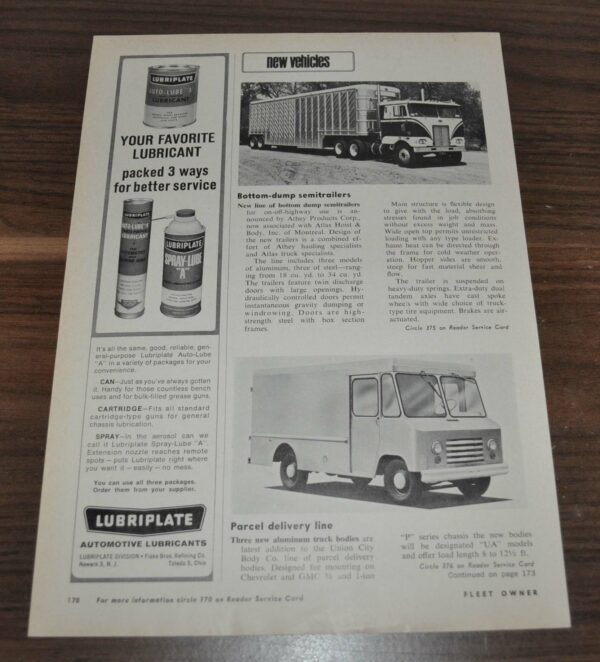 LUBRIPLATE
AUTO-LUBE "A"
LUBRICANT
YOUR FAVORITE
LUBRICANT
packed 3 ways
for better service
LUBRIPLATE
AUTO-LUBE "A"
LUBRICANT
LUBRIPLATE
SPRAY-LUBE
"A"
It's all the same, good, reliable, gen-
eral-purpose Lubriplate Auto-Lube
"A" in a variety of packages for your
convenience.
CAN—Just as you've always gotten
it. Handy for those countless bench
uses and for bulk-filled grease guns.
CARTRIDGE—Fits all standard
cartridge-type guns for general
chassis lubrication.
SPRAY—In the aerosol can we
call it Lubriplate Spray-Lube "A".
Extension nozzle reaches remote
spots—puts Lubriplate right where
you want it—easily—no mess.
You can use all three packages.
Order them from your supplier.
LUBRIPLATE
AUTOMOTIVE LUBRICANTS
LUBRIPLATE DIVISION • Fiske Bros. Refining Co.
Newark 5, N. J. Toledo 5, Ohio
new vehicles
Bottom-dump semitrailers
New line of bottom dump semitrailers
for on-off-highway use is an-
nounced by Athey Products Corp.,
now associated with Atlas Hoist &
Body, Inc. of Montreal. Design of
the new trailers is a combined ef-
fort of Athey hauling specialists
and Atlas truck specialists.
The line includes three models
of aluminum, three of steel—rang-
ing from 18 cu. yd. to 34 cu. yd.
The trailers feature twin discharge
doors with large openings. Hy-
draulically controlled doors permit
instantaneous gravity dumping or
windrowing. Doors are high-
strength steel with box section
frames.
Main structure is flexible design
to give with the load, absorbing
stresses found in job conditions
without excess weight and mass.
Wide open top permits unrestricted
loading with any type loader. Ex-
haust heat can be directed through
the frame for cold weather oper-
ation. Hopper sides are smooth,
steep for fast material sheer and
flow.
The trailer is suspended on
heavy-duty springs. Extra-duty dual
tandem axles have cast spoke
wheels with wide choice of truck-
type tire equipment. Brakes are air-
actuated.
Circle 375 on Reader Service Card
Parcel delivery line
Three new aluminum truck bodies are
latest addition to the Union City
Body Co. line of parcel delivery
bodies. Designed for mounting on
Chevrolet and GMC ¾ and 1-ton
"P" series chassis the new bodies
will be designated "UA" models
and offer load length 8 to 12½ ft.
Circle 376 on Reader Service Card
Continued on page 173
170 For more information circle 170 on Reader Service Card
FLEET OWNER